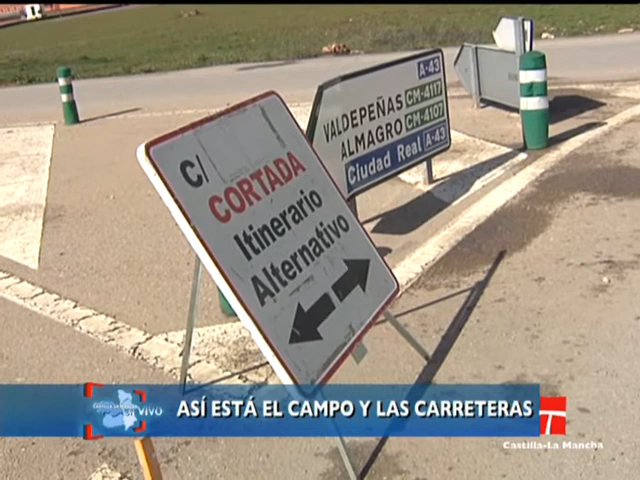 A-43
VALDEPEÑAS CM-4117
ALMAGRO CM-4107
Ciudad Real A-43
C/
CORTADA
Itinerario
Alternativo
VIVO
ASÍ ESTÁ EL CAMPO Y LAS CARRETERAS
Castilla-La Mancha